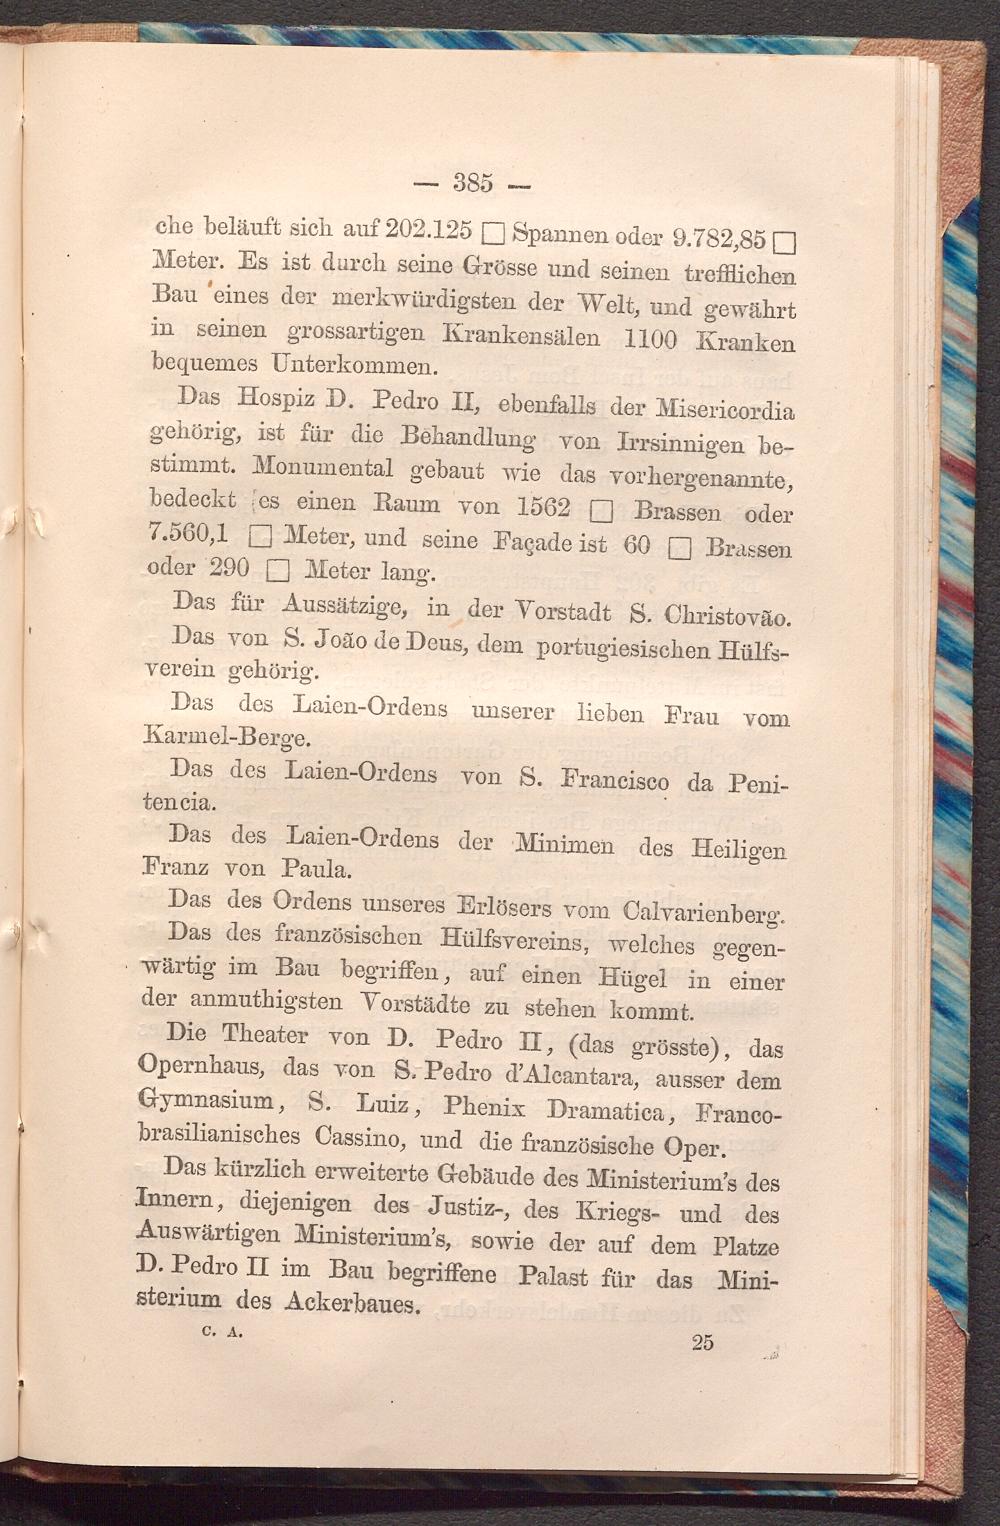 — 385 —
che beläuft sich auf 202.125 □ Spannen oder 9.782,85 □
Meter. Es ist durch seine Grösse und seinen trefflichen
Bau eines der merkwürdigsten der Welt, und gewährt
in seinen grossartigen Krankensälen 1100 Kranken
bequemes Unterkommen.
Das Hospiz D. Pedro II, ebenfalls der Misericordia
gehörig, ist für die Behandlung von Irrsinnigen be-
stimmt. Monumental gebaut wie das vorhergenannte,
bedeckt es einen Raum von 1562 □ Brassen oder
7.560,1 □ Meter, und seine Façade ist 60 □ Brassen
oder 290 □ Meter lang.
Das für Aussätzige, in der Vorstadt S. Christovão.
Das von S. João de Deus, dem portugiesischen Hülfs-
verein gehörig.
Das des Laien-Ordens unserer lieben Frau vom
Karmel-Berge.
Das des Laien-Ordens von S. Francisco da Peni-
tencia.
Das des Laien-Ordens der Minimen des Heiligen
Franz von Paula.
Das des Ordens unseres Erlösers vom Calvarienberg.
Das des französischen Hülfsvereins, welches gegen-
wärtig im Bau begriffen, auf einen Hügel in einer
der anmuthigsten Vorstädte zu stehen kommt.
Die Theater von D. Pedro II, (das grösste), das
Opernhaus, das von S. Pedro d'Alcantara, ausser dem
Gymnasium, S. Luiz, Phenix Dramatica, Franco-
brasilianisches Cassino, und die französische Oper.
Das kürzlich erweiterte Gebäude des Ministerium's des
Innern, diejenigen des Justiz-, des Kriegs- und des
Auswärtigen Ministerium's, sowie der auf dem Platze
D. Pedro II im Bau begriffene Palast für das Mini-
sterium des Ackerbaues.
C. A. 25